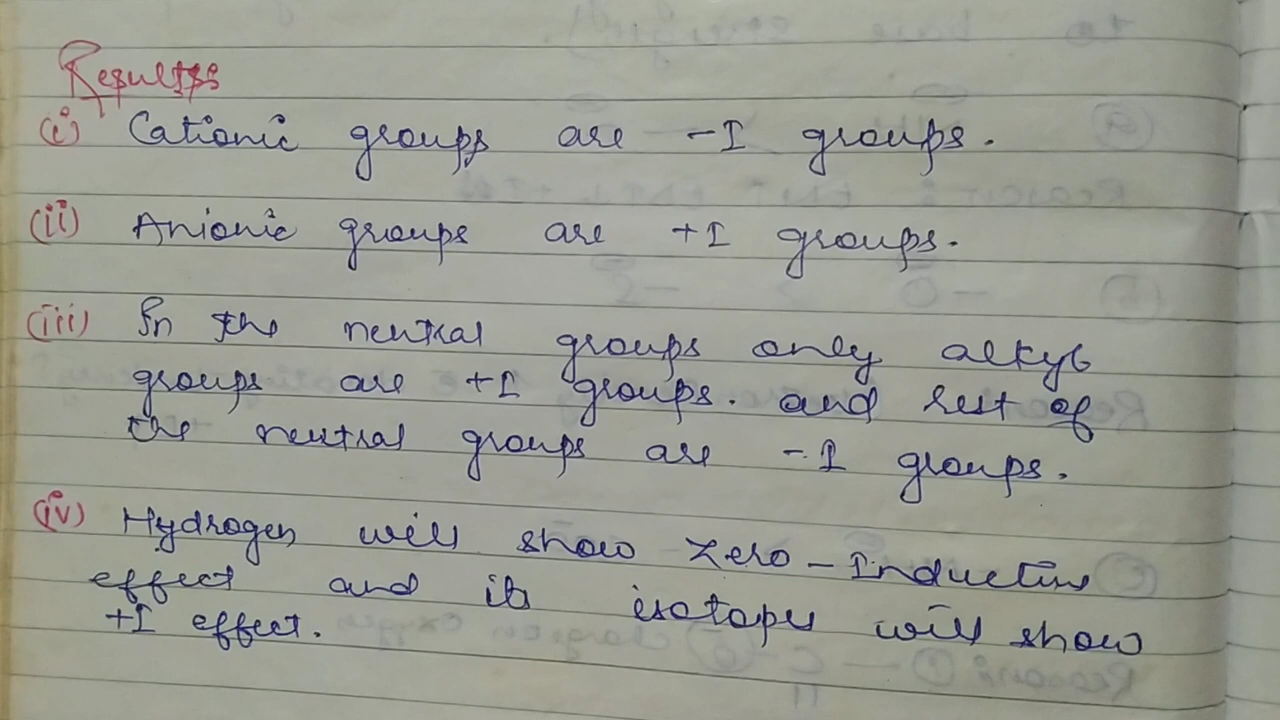 Results
(i) Cationic groups are -I groups.
(ii) Anionic groups are +I groups.
(iii) In the neutral groups only alkyl
groups are +I groups. and rest of
the neutral groups are -I groups.
(iv) Hydrogen will show zero-Inductive
effect and its isotopes will show
+I effect.